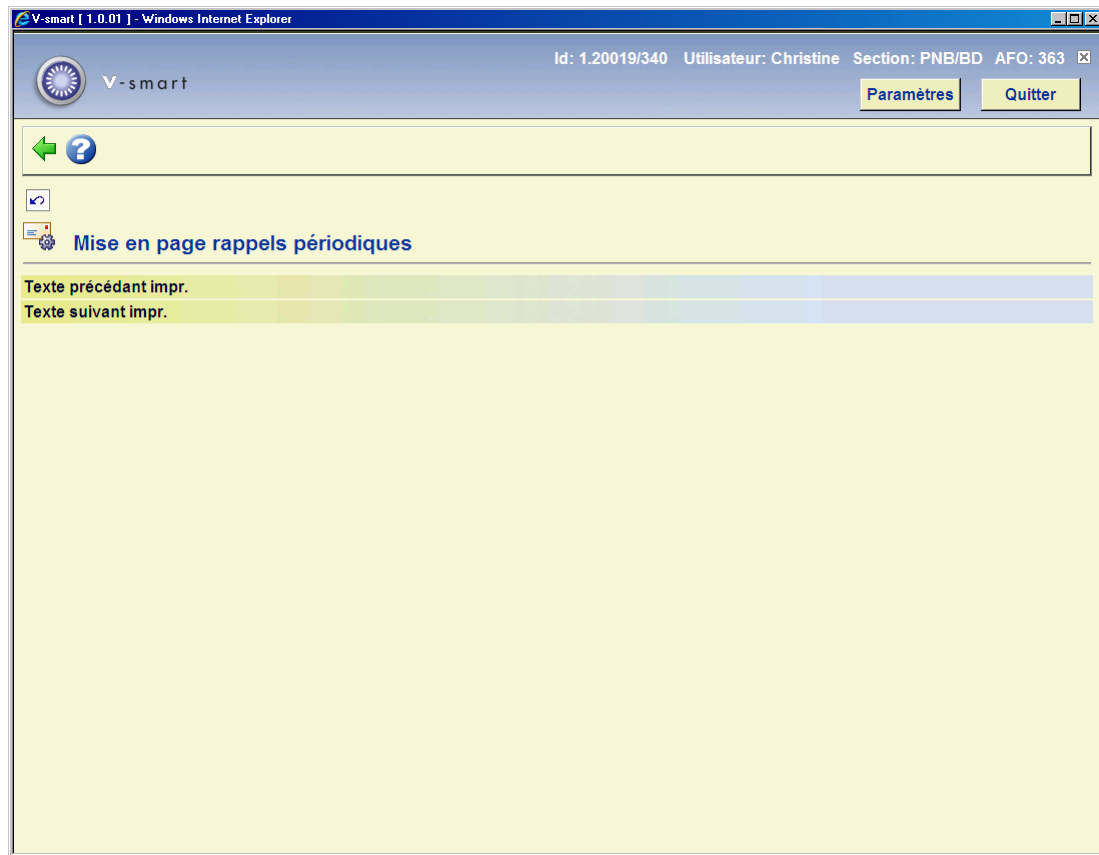 V-smart [ 1.0.01 ] - Windows Internet Explorer
Id: 1.20019/340 Utilisateur: Christine Section: PNB/BD AFO: 363
V-smart
Paramètres Quitter
Mise en page rappels périodiques
Texte précédant impr.
Texte suivant impr.